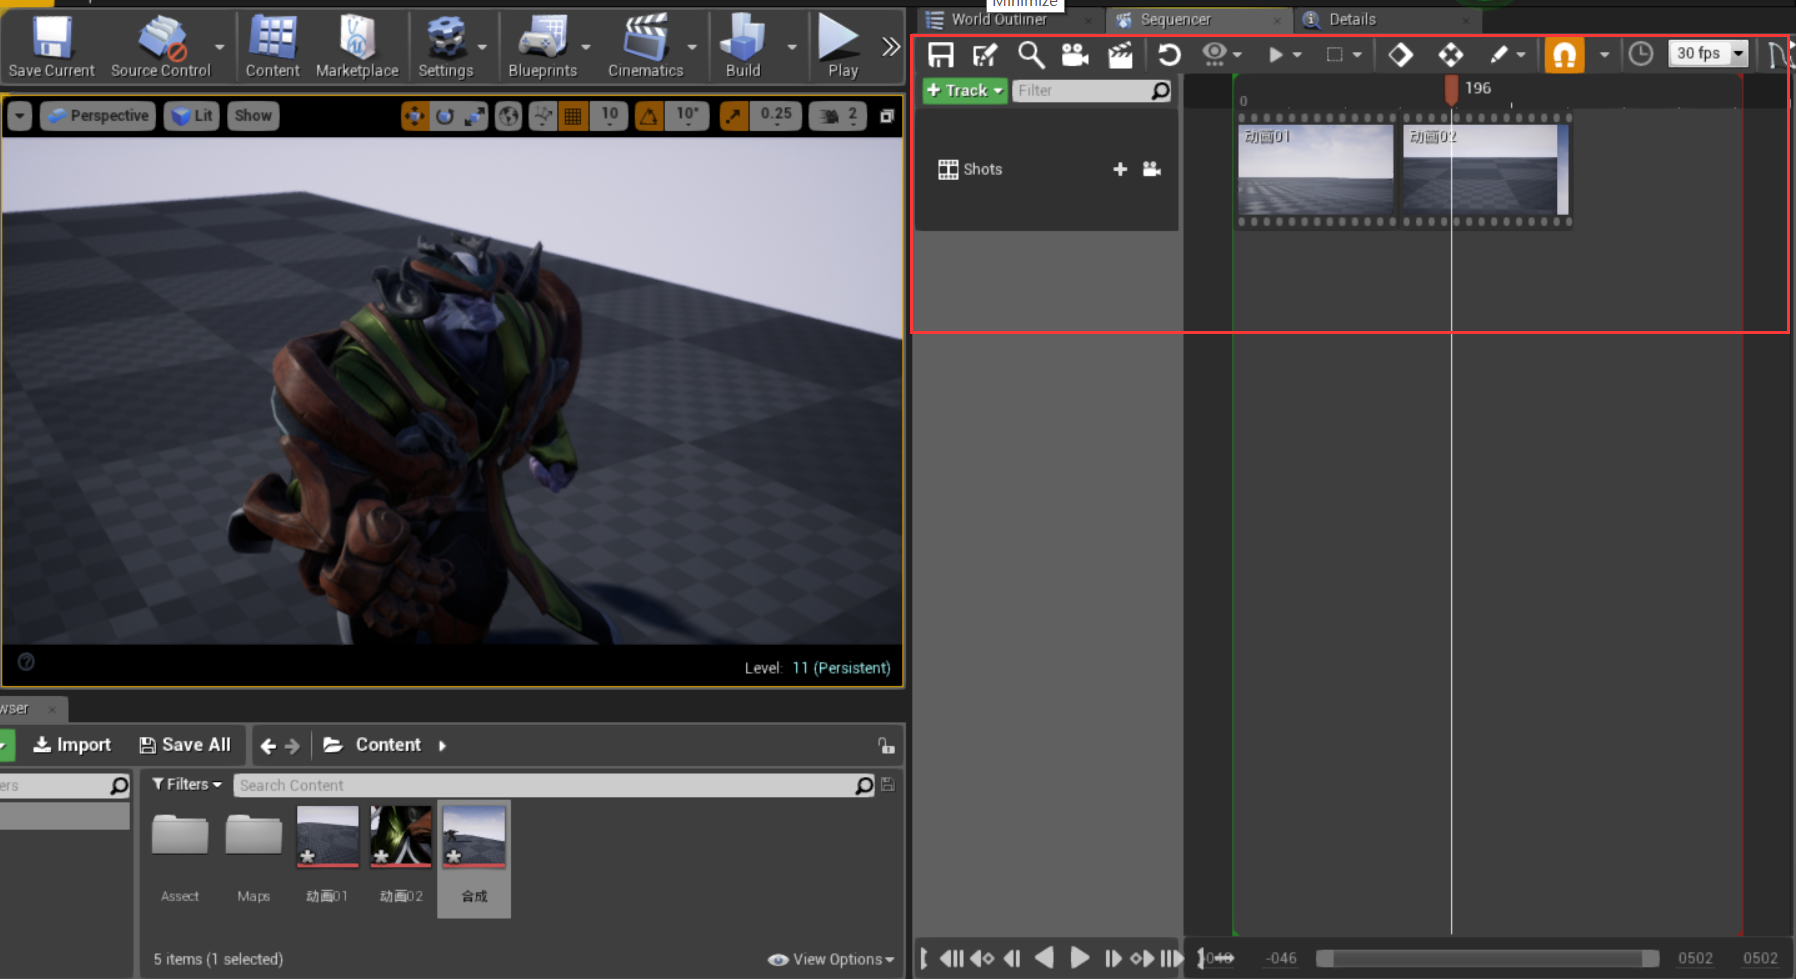 Minimize
World Outliner
Sequencer
Details
Save Current
Source Control
Content
Marketplace
Settings
Blueprints
Cinematics
Build
Play
30 fps
Perspective
Lit
Show
10
10°
0.25
2
Track
Filter
0
196
动画01
动画02
Shots
Level: 11 (Persistent)
wser
Import
Save All
Content
ers
Filters
Search Content
Assect
Maps
动画01
动画02
合成
5 items (1 selected)
View Options
-046
0502
0502